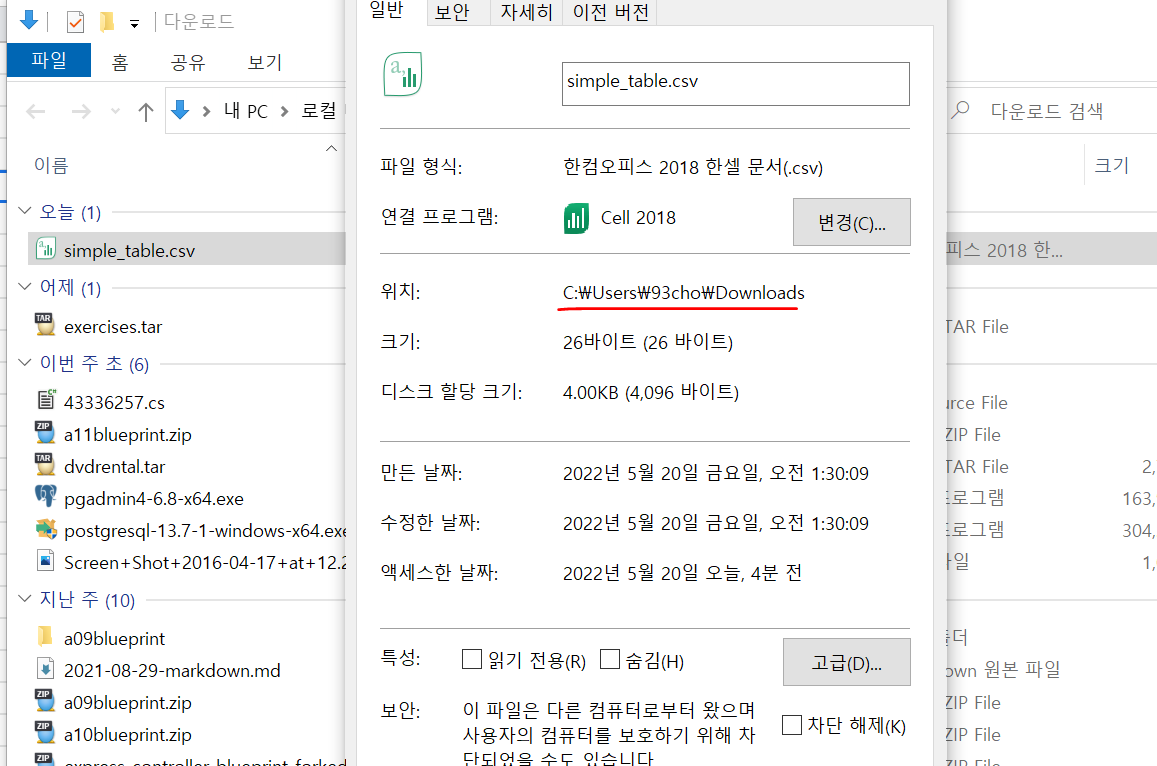 다운로드
파일 홈 공유 보기
내 PC 로컬
이름
오늘 (1)
simple_table.csv
어제 (1)
exercises.tar
이번 주 초 (6)
43336257.cs
a11blueprint.zip
dvdrental.tar
pgadmin4-6.8-x64.exe
postgresql-13.7-1-windows-x64.exe
Screen+Shot+2016-04-17+at+12.2
지난 주 (10)
a09blueprint
2021-08-29-markdown.md
a09blueprint.zip
a10blueprint.zip
express_controller_blueprint_forked
일반 보안 자세히 이전 버전
simple_table.csv
파일 형식: 한컴오피스 2018 한셀 문서(.csv)
연결 프로그램: Cell 2018 변경(C)...
위치: C:₩Users₩93cho₩Downloads
크기: 26바이트 (26 바이트)
디스크 할당 크기: 4.00KB (4,096 바이트)
만든 날짜: 2022년 5월 20일 금요일, 오전 1:30:09
수정한 날짜: 2022년 5월 20일 금요일, 오전 1:30:09
액세스한 날짜: 2022년 5월 20일 오늘, 4분 전
특성: 읽기 전용(R) 숨김(H) 고급(D)...
보안: 이 파일은 다른 컴퓨터로부터 왔으며
사용자의 컴퓨터를 보호하기 위해 차
단되었을 수도 있습니다
차단 해제(K)
다운로드 검색
크기
피스 2018 한...
TAR File
urce File
ZIP File
TAR File 2,
프로그램 163,
프로그램 304,
파일 1,
own 원본 파일
ZIP File
ZIP File
ZIP File